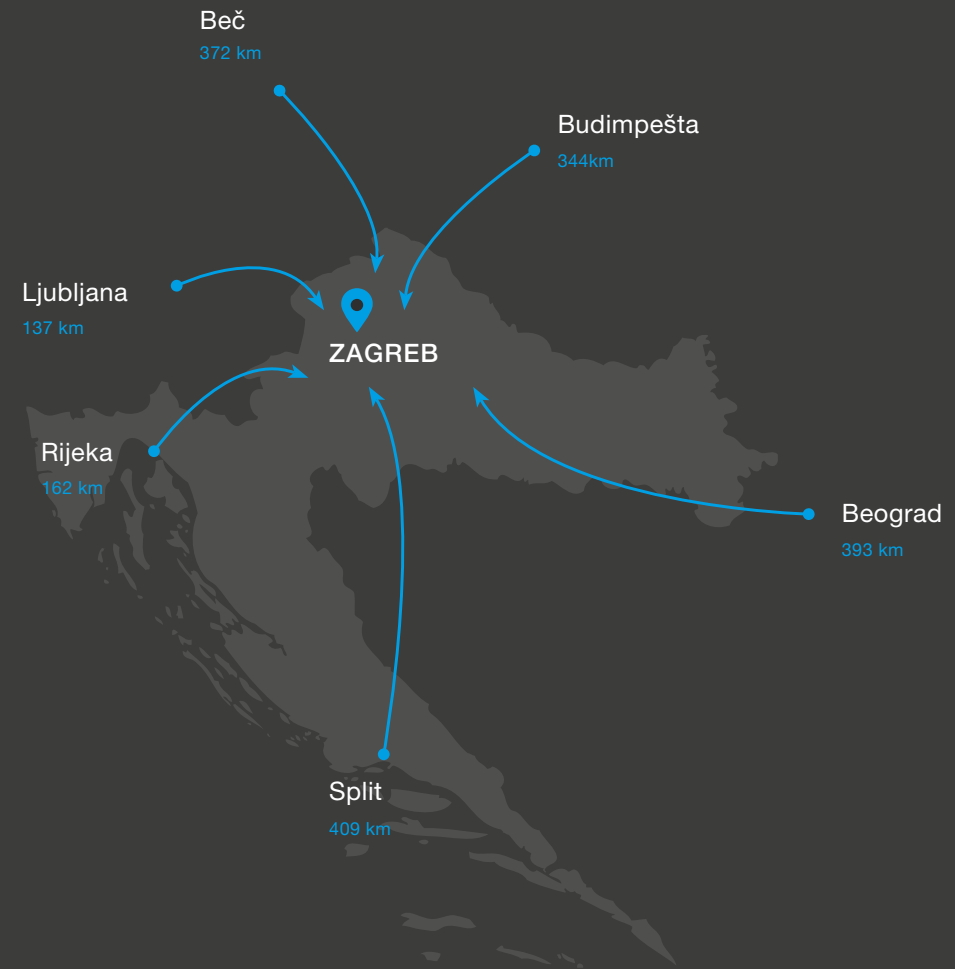 Beč
372 km
Budimpešta
344km
Ljubljana
137 km
ZAGREB
Rijeka
162 km
Beograd
393 km
Split
409 km